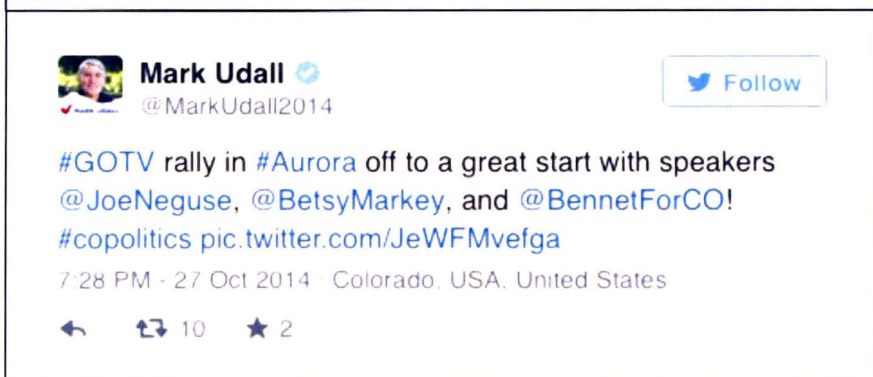 Mark Udall
@MarkUdall2014
Follow
#GOTV rally in #Aurora off to a great start with speakers
@JoeNeguse, @BetsyMarkey, and @BennetForCO!
#copolitics pic.twitter.com/JeWFMvefga
7:28 PM - 27 Oct 2014 Colorado, USA, United States
10 2